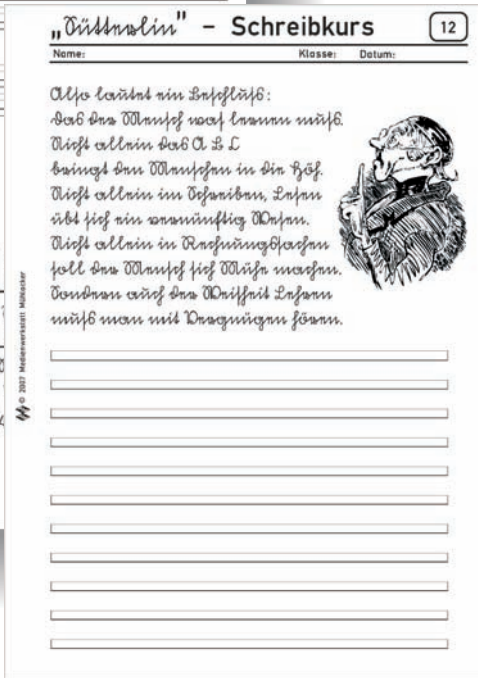 „Sütterlin" – Schreibkurs 12
Name: Klasse: Datum:
Also lautet ein Beschluß:
das der Mensch was lernen muß.
Nicht allein das A B C
bringt den Menschen in die Höh.
Nicht allein im Schreiben, Lesen
übt sich ein vernünftig Wesen.
Nicht allein in Rechnungssachen
soll der Mensch sich Mühe machen.
Sondern auch der Weisheit Lehren
muß man mit Vergnügen hören.
© 2007 Medienwerkstatt Mühlacker